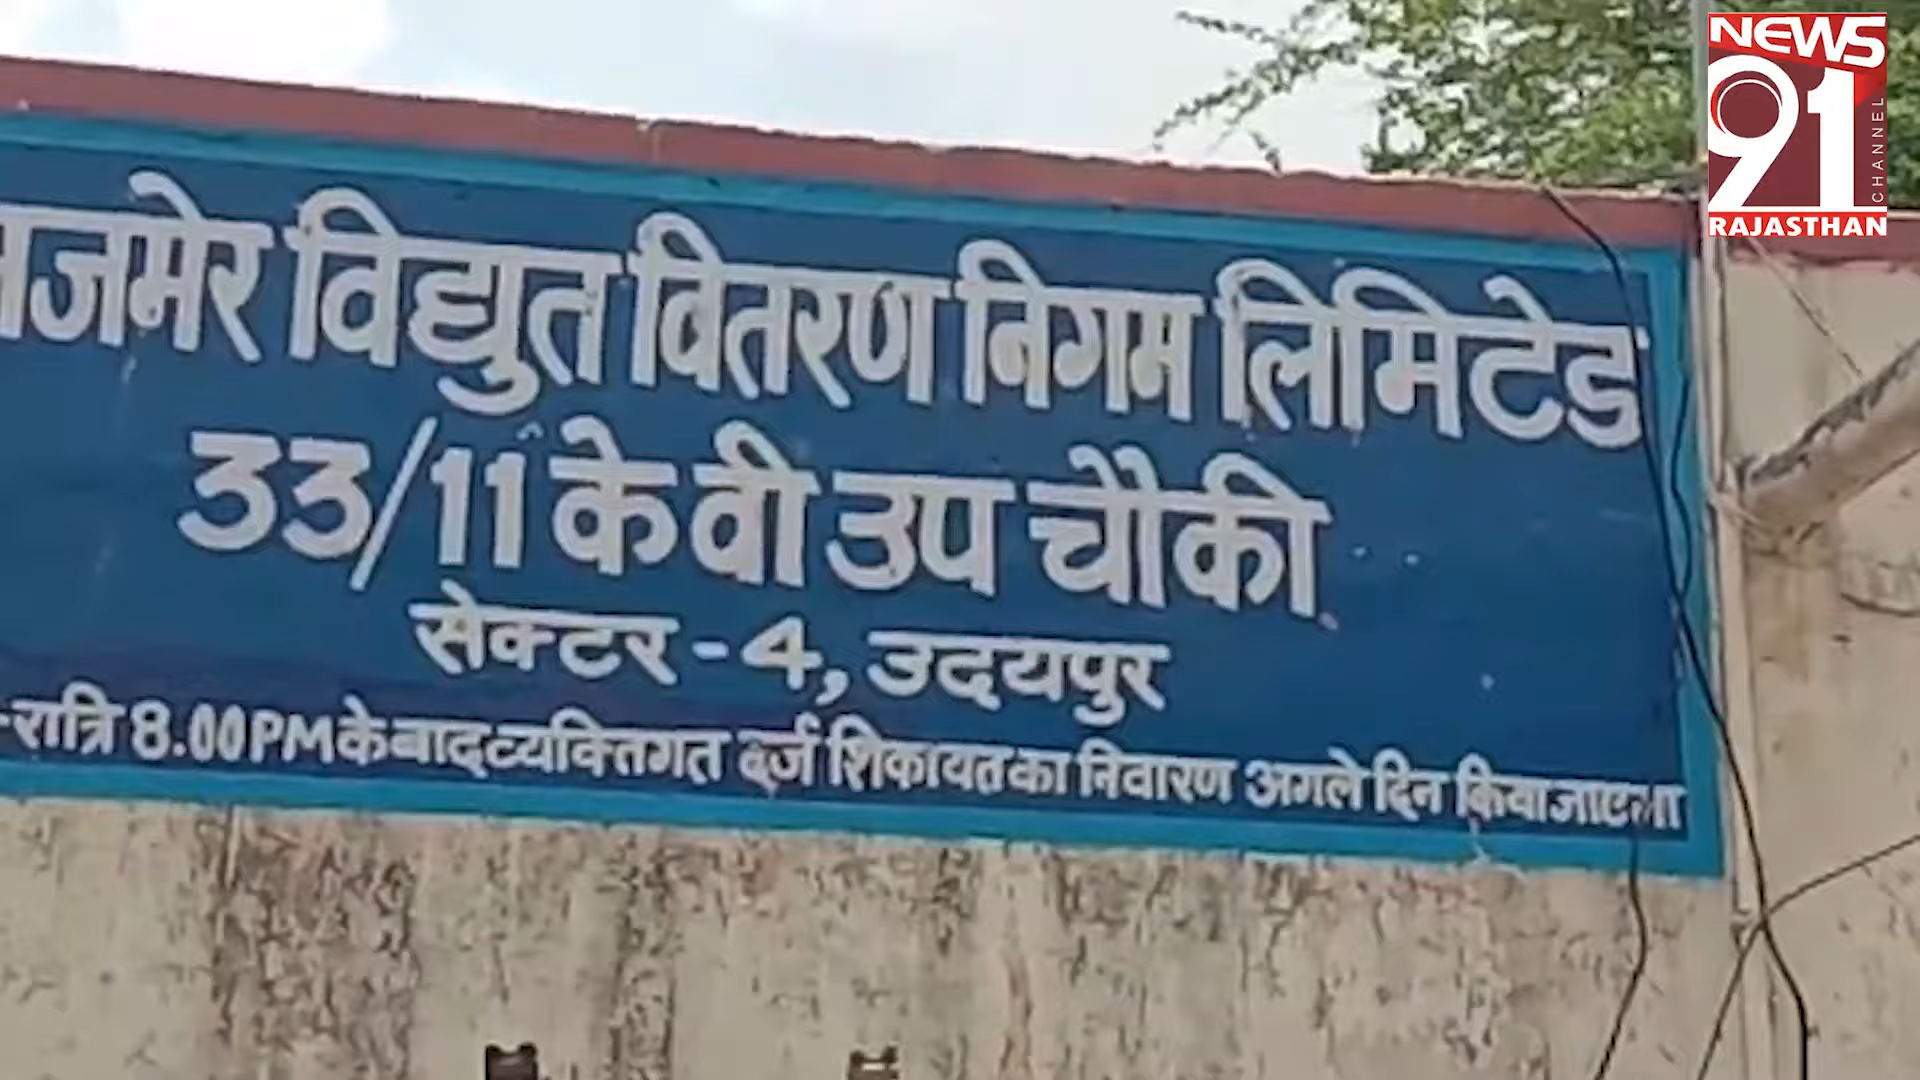 अजमेर विद्युत वितरण निगम लिमिटेड
33/11 के वी उप चौकी
सेक्टर -4, उदयपुर
-रात्रि 8.00PM के बाद व्यक्तिगत दर्ज शिकायत का निवारण अगले दिन किया जाएगा
NEWS
91
CHANNEL
RAJASTHAN